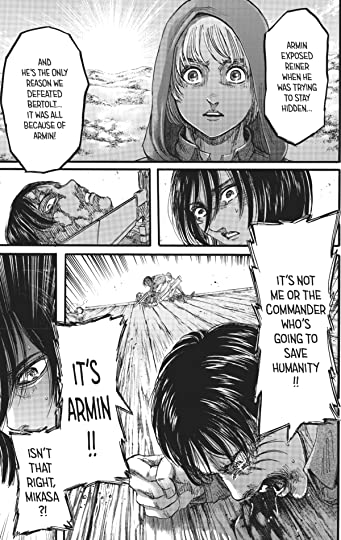 ARMIN
EXPOSED
REINER
WHEN HE
WAS TRYING
TO STAY
HIDDEN...
AND
HE'S THE ONLY
REASON WE
DEFEATED
BERTOLT...
IT WAS ALL
BECAUSE OF
ARMIN!
IT'S NOT
ME OR THE
COMMANDER
WHO'S
GOING TO
SAVE
HUMANITY
!!
IT'S
ARMIN
!!
ISN'T
THAT
RIGHT,
MIKASA
?!